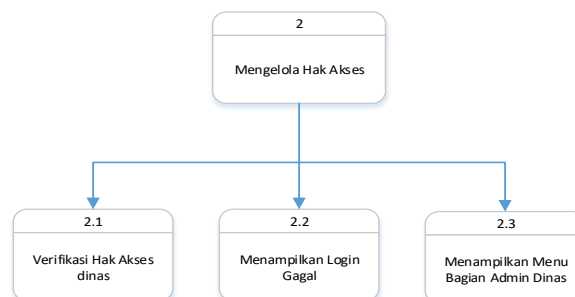 2
Mengelola Hak Akses
2.1
Verifikasi Hak Akses
dinas
2.2
Menampilkan Login
Gagal
2.3
Menampilkan Menu
Bagian Admin Dinas